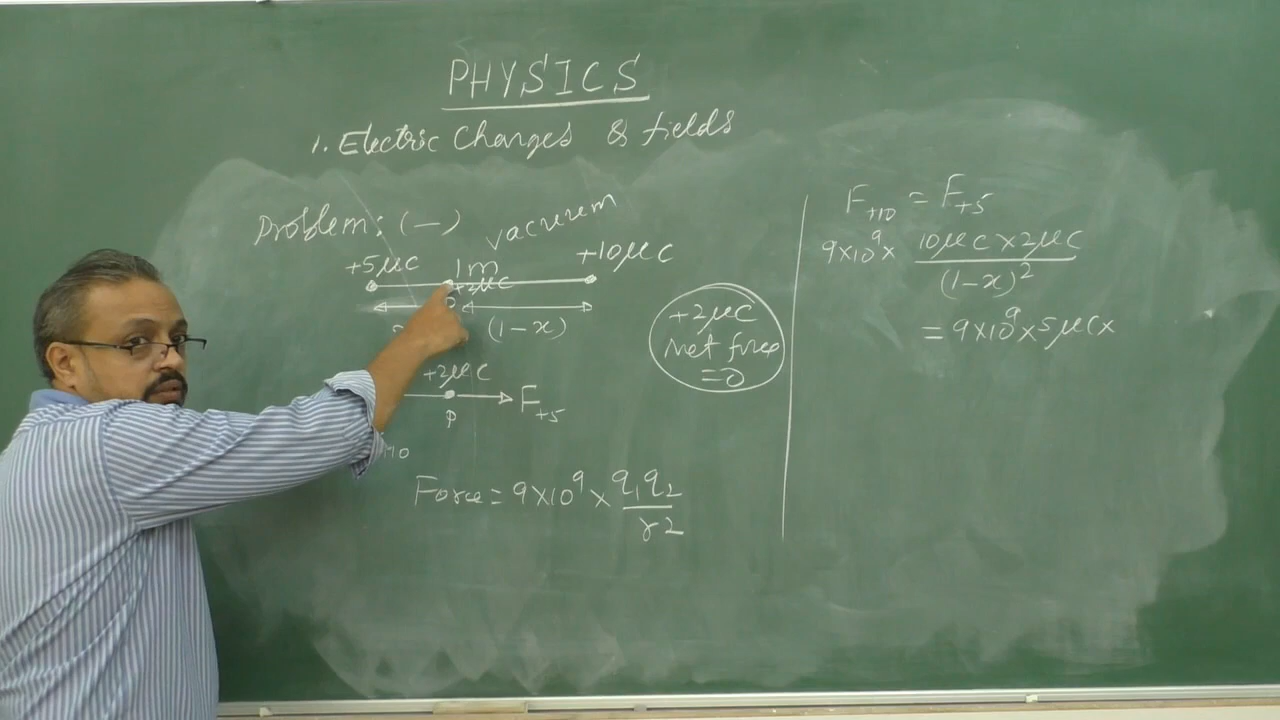 PHYSICS
1. Electric Charges & fields
Problem: (-)
vacuum
+5μC
1m
+10μC
+2μC
(1-x)
+2μC
P
F+5
Force = 9×10⁹ × q₁q₂/r2
+2μC
Net force
=0
F+10 = F+5
9×10⁹× 10μC×2μC/(1-x)²
= 9×10⁹×5μC×